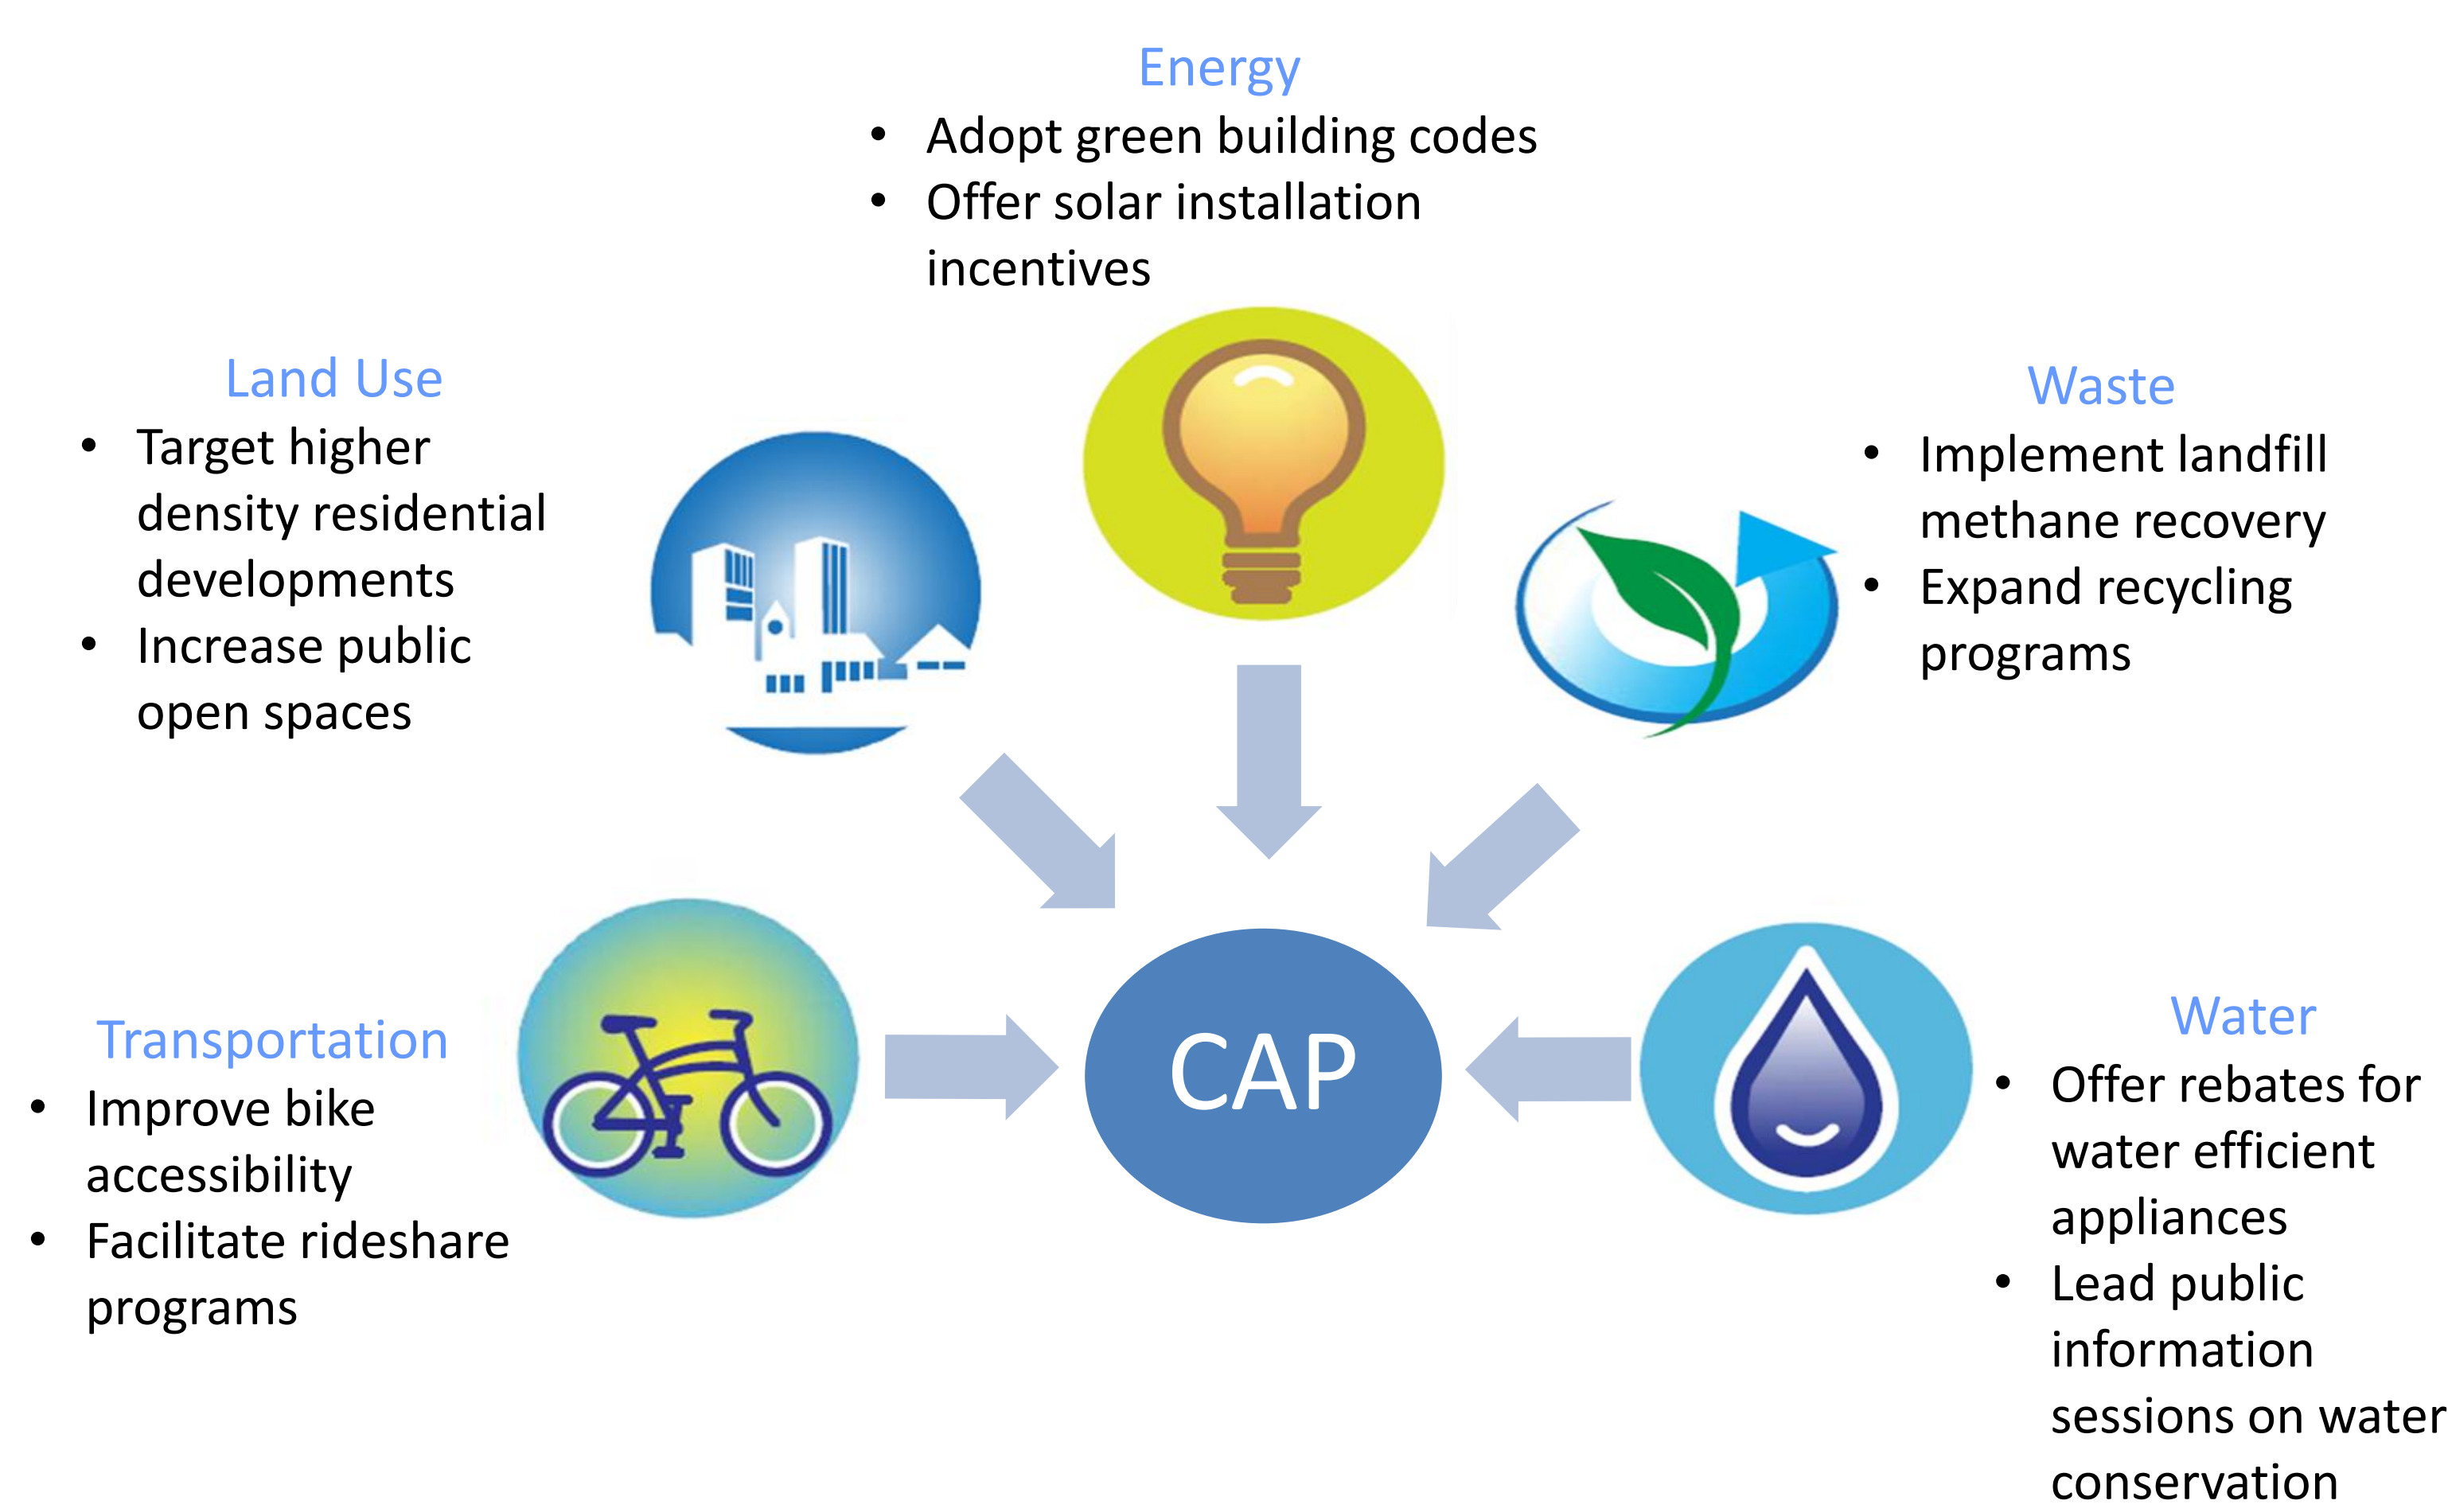 Energy
• Adopt green building codes
• Offer solar installation
incentives
Land Use
• Target higher
density residential
developments
• Increase public
open spaces
Waste
• Implement landfill
methane recovery
• Expand recycling
programs
Transportation
• Improve bike
accessibility
• Facilitate rideshare
programs
CAP
Water
• Offer rebates for
water efficient
appliances
• Lead public
information
sessions on water
conservation